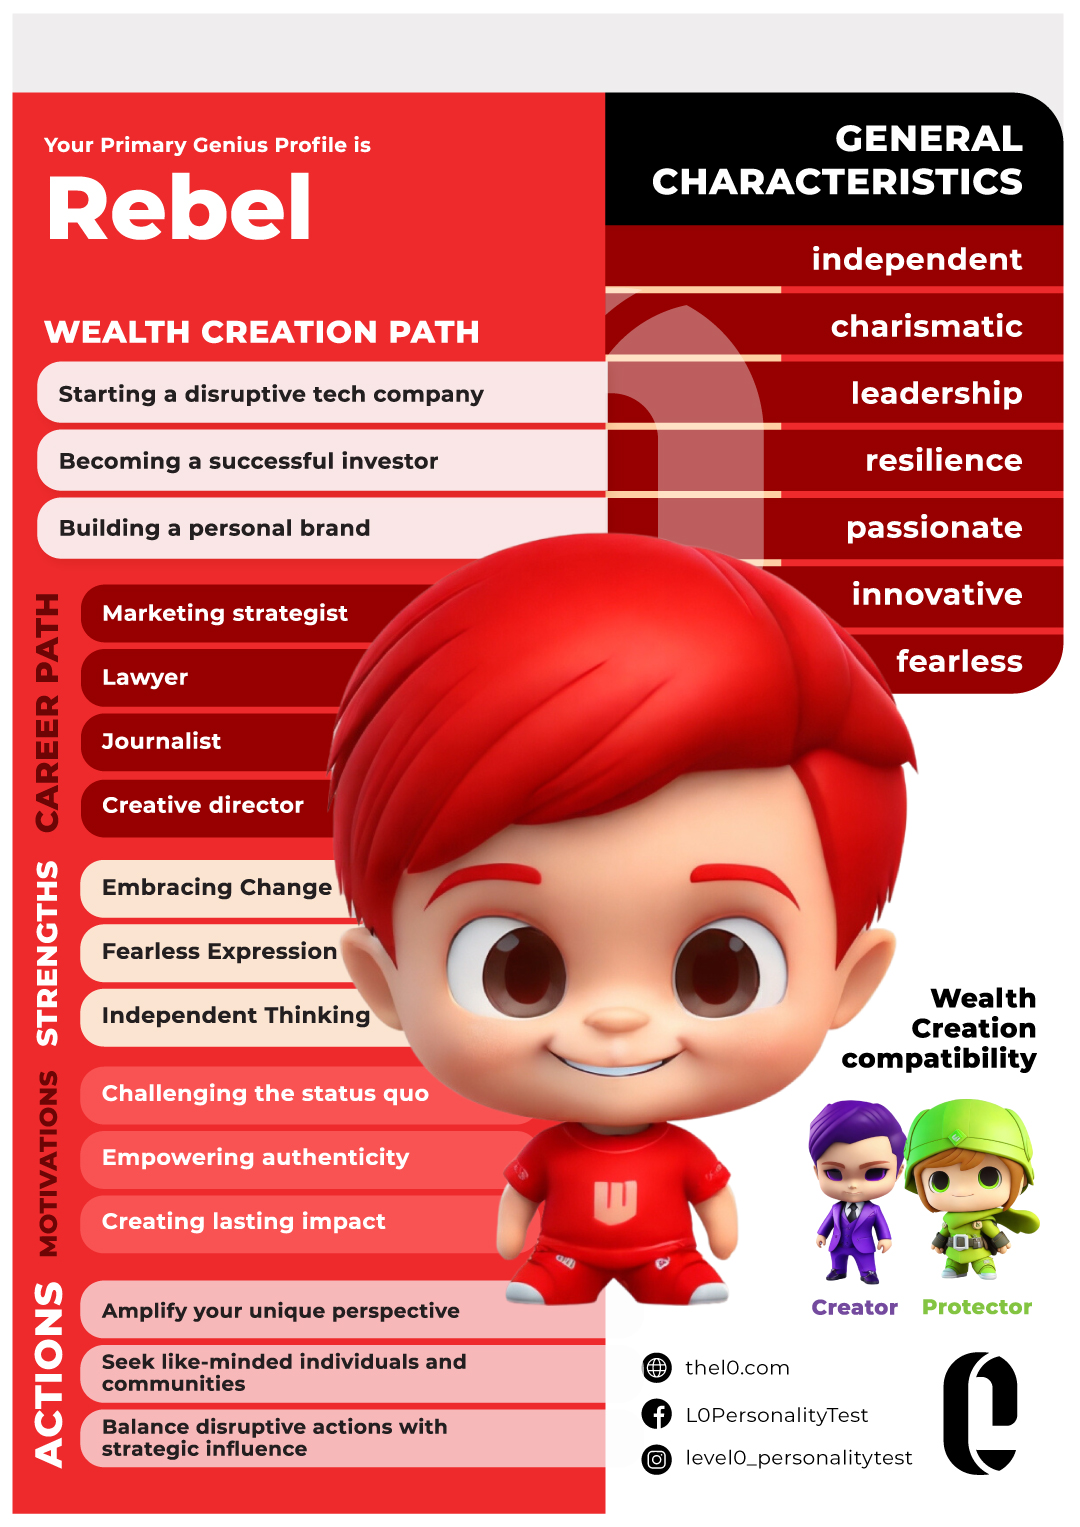 Your Primary Genius Profile is
Rebel
WEALTH CREATION PATH
Starting a disruptive tech company
Becoming a successful investor
Building a personal brand
GENERAL
CHARACTERISTICS
independent
charismatic
leadership
resilience
passionate
innovative
fearless
CAREER PATH
Marketing strategist
Lawyer
Journalist
Creative director
STRENGTHS
Embracing Change
Fearless Expression
Independent Thinking
MOTIVATIONS
Challenging the status quo
Empowering authenticity
Creating lasting impact
ACTIONS
Amplify your unique perspective
Seek like-minded individuals and
communities
Balance disruptive actions with
strategic influence
Wealth
Creation
compatibility
Creator
Protector
thel0.com
L0PersonalityTest
level0_personalitytest